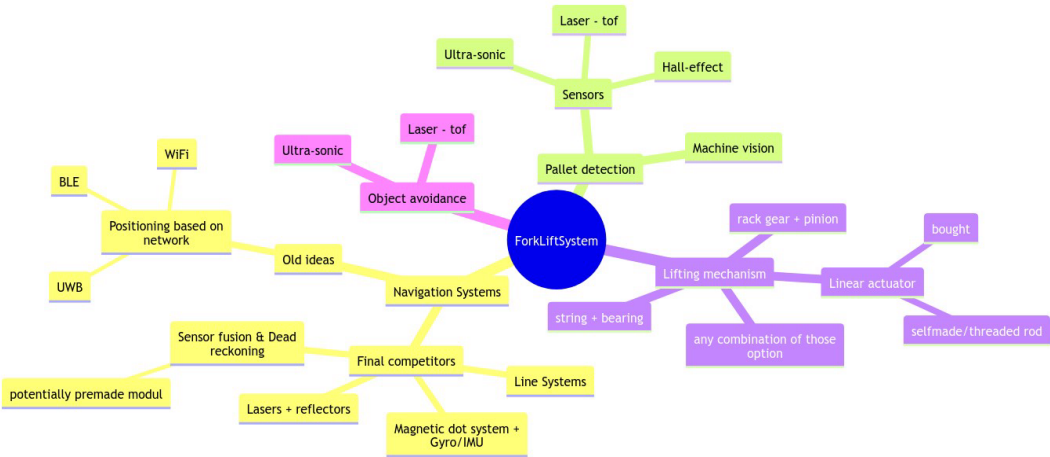 Laser - tof
Ultra-sonic
Hall-effect
Sensors
Machine vision
Pallet detection
Laser - tof
Ultra-sonic
Object avoidance
WiFi
BLE
Positioning based on
network
UWB
Old ideas
Navigation Systems
ForkLiftSystem
rack gear + pinion
bought
Lifting mechanism
Linear actuator
string + bearing
any combination of those
option
selfmade/threaded rod
Sensor fusion & Dead
reckoning
Final competitors
potentially premade modul
Lasers + reflectors
Line Systems
Magnetic dot system +
Gyro/IMU